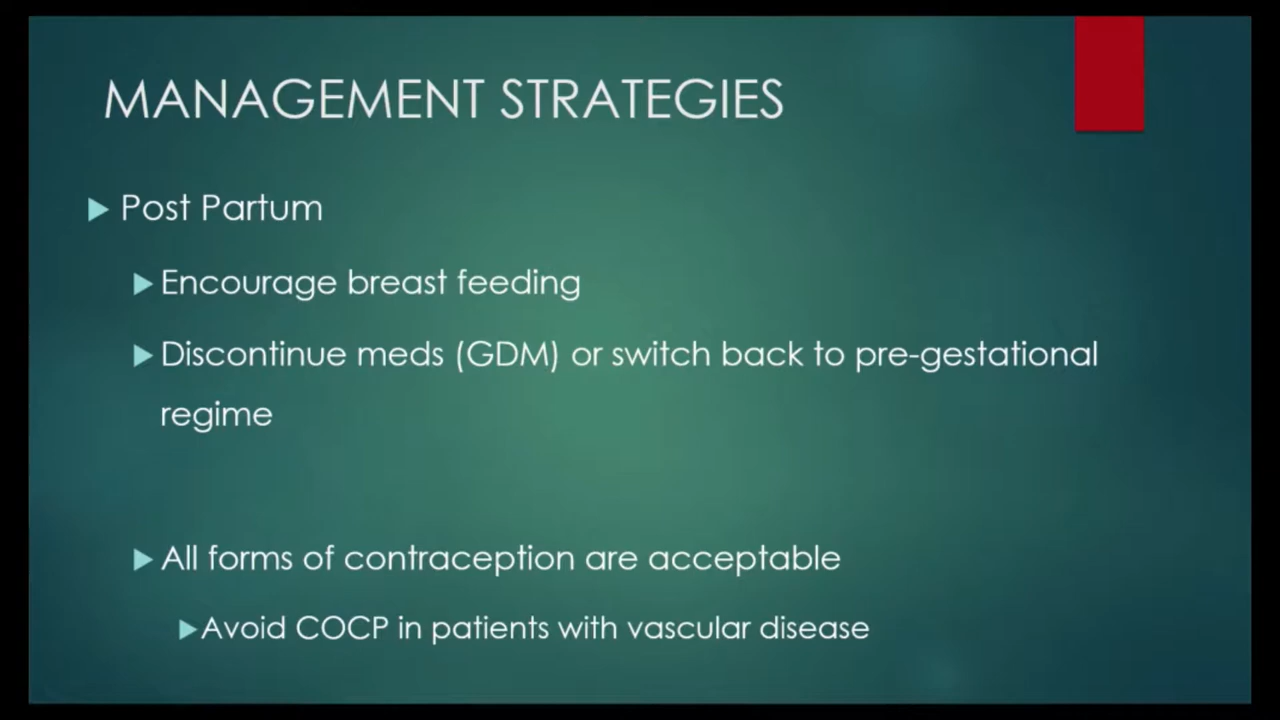 MANAGEMENT STRATEGIES
Post Partum
Encourage breast feeding
Discontinue meds (GDM) or switch back to pre-gestational
regime
All forms of contraception are acceptable
Avoid COCP in patients with vascular disease